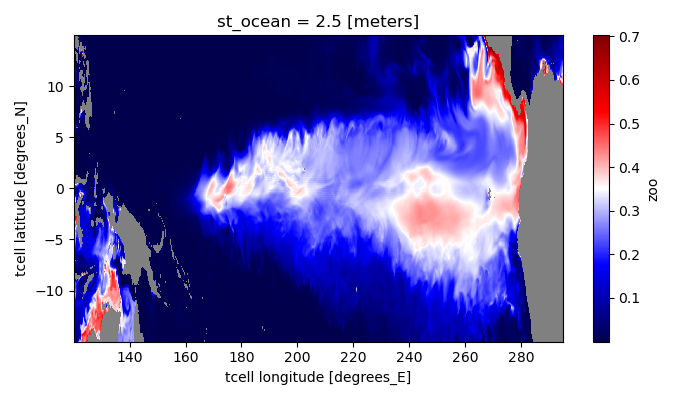 st_ocean = 2.5 [meters]
tcell latitude [degrees_N]
10
5
0
−5
−10
140 160 180 200 220 240 260 280
tcell longitude [degrees_E]
0.7
0.6
0.5
0.4
0.3
0.2
0.1
zoo